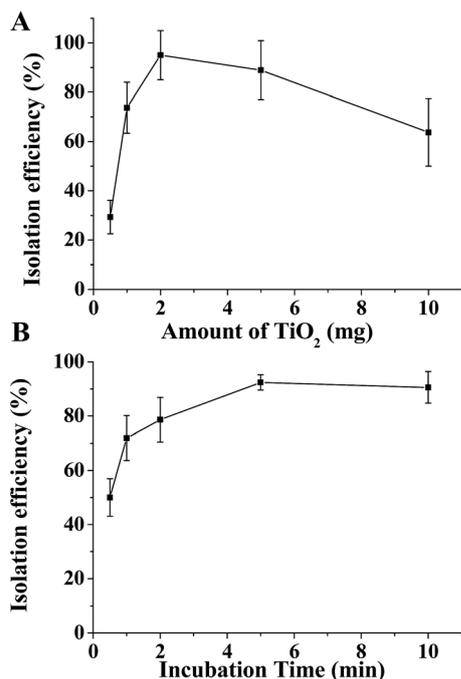 A
Isolation efficiency (%)
100
80
60
40
20
0
0 2 4 6 8 10
Amount of TiO₂ (mg)
B
Isolation efficiency (%)
100
80
60
40
20
0
0 2 4 6 8 10
Incubation Time (min)